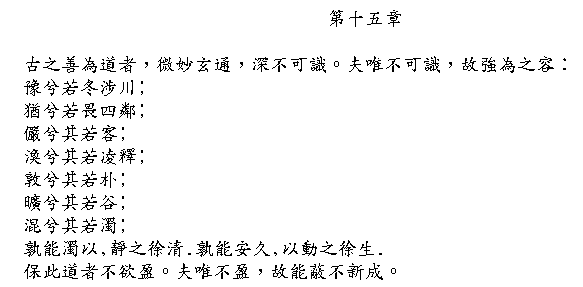 第十五章
古之善為道者，微妙玄通，深不可識。夫唯不可識，故強為之容：
豫兮若冬涉川；
猶兮若畏四鄰；
儼兮其若客；
渙兮其若凌釋；
敦兮其若朴；
曠兮其若谷；
混兮其若濁；
孰能濁以，靜之徐清．孰能安久，以動之徐生．
保此道者不欲盈。夫唯不盈，故能蔽不新成。